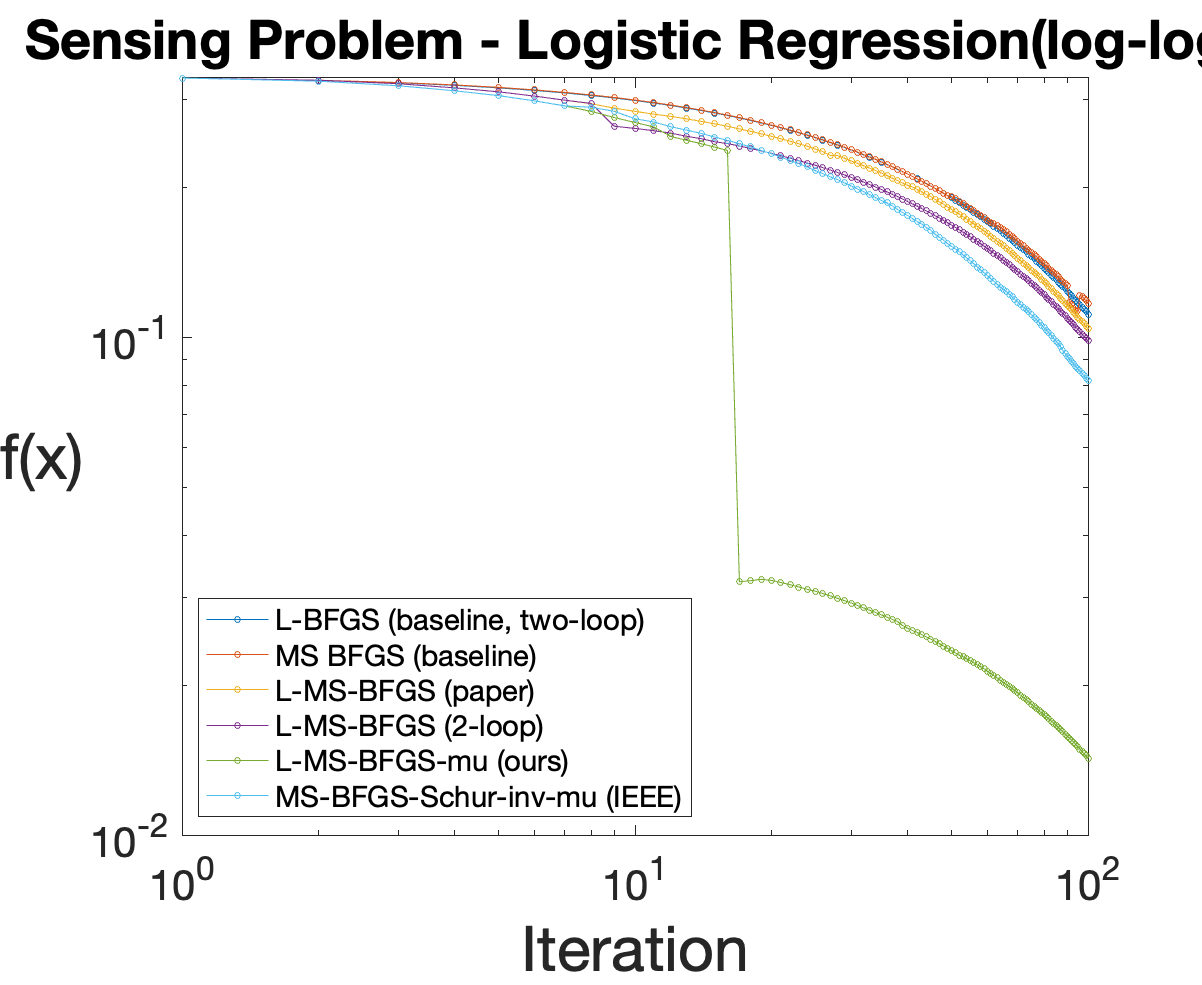 Sensing Problem - Logistic Regression(log-log
10^-1
f(x)
L-BFGS (baseline, two-loop)
MS BFGS (baseline)
L-MS-BFGS (paper)
L-MS-BFGS (2-loop)
L-MS-BFGS-mu (ours)
MS-BFGS-Schur-inv-mu (IEEE)
10^-2
10^0 10^1 10^2
Iteration